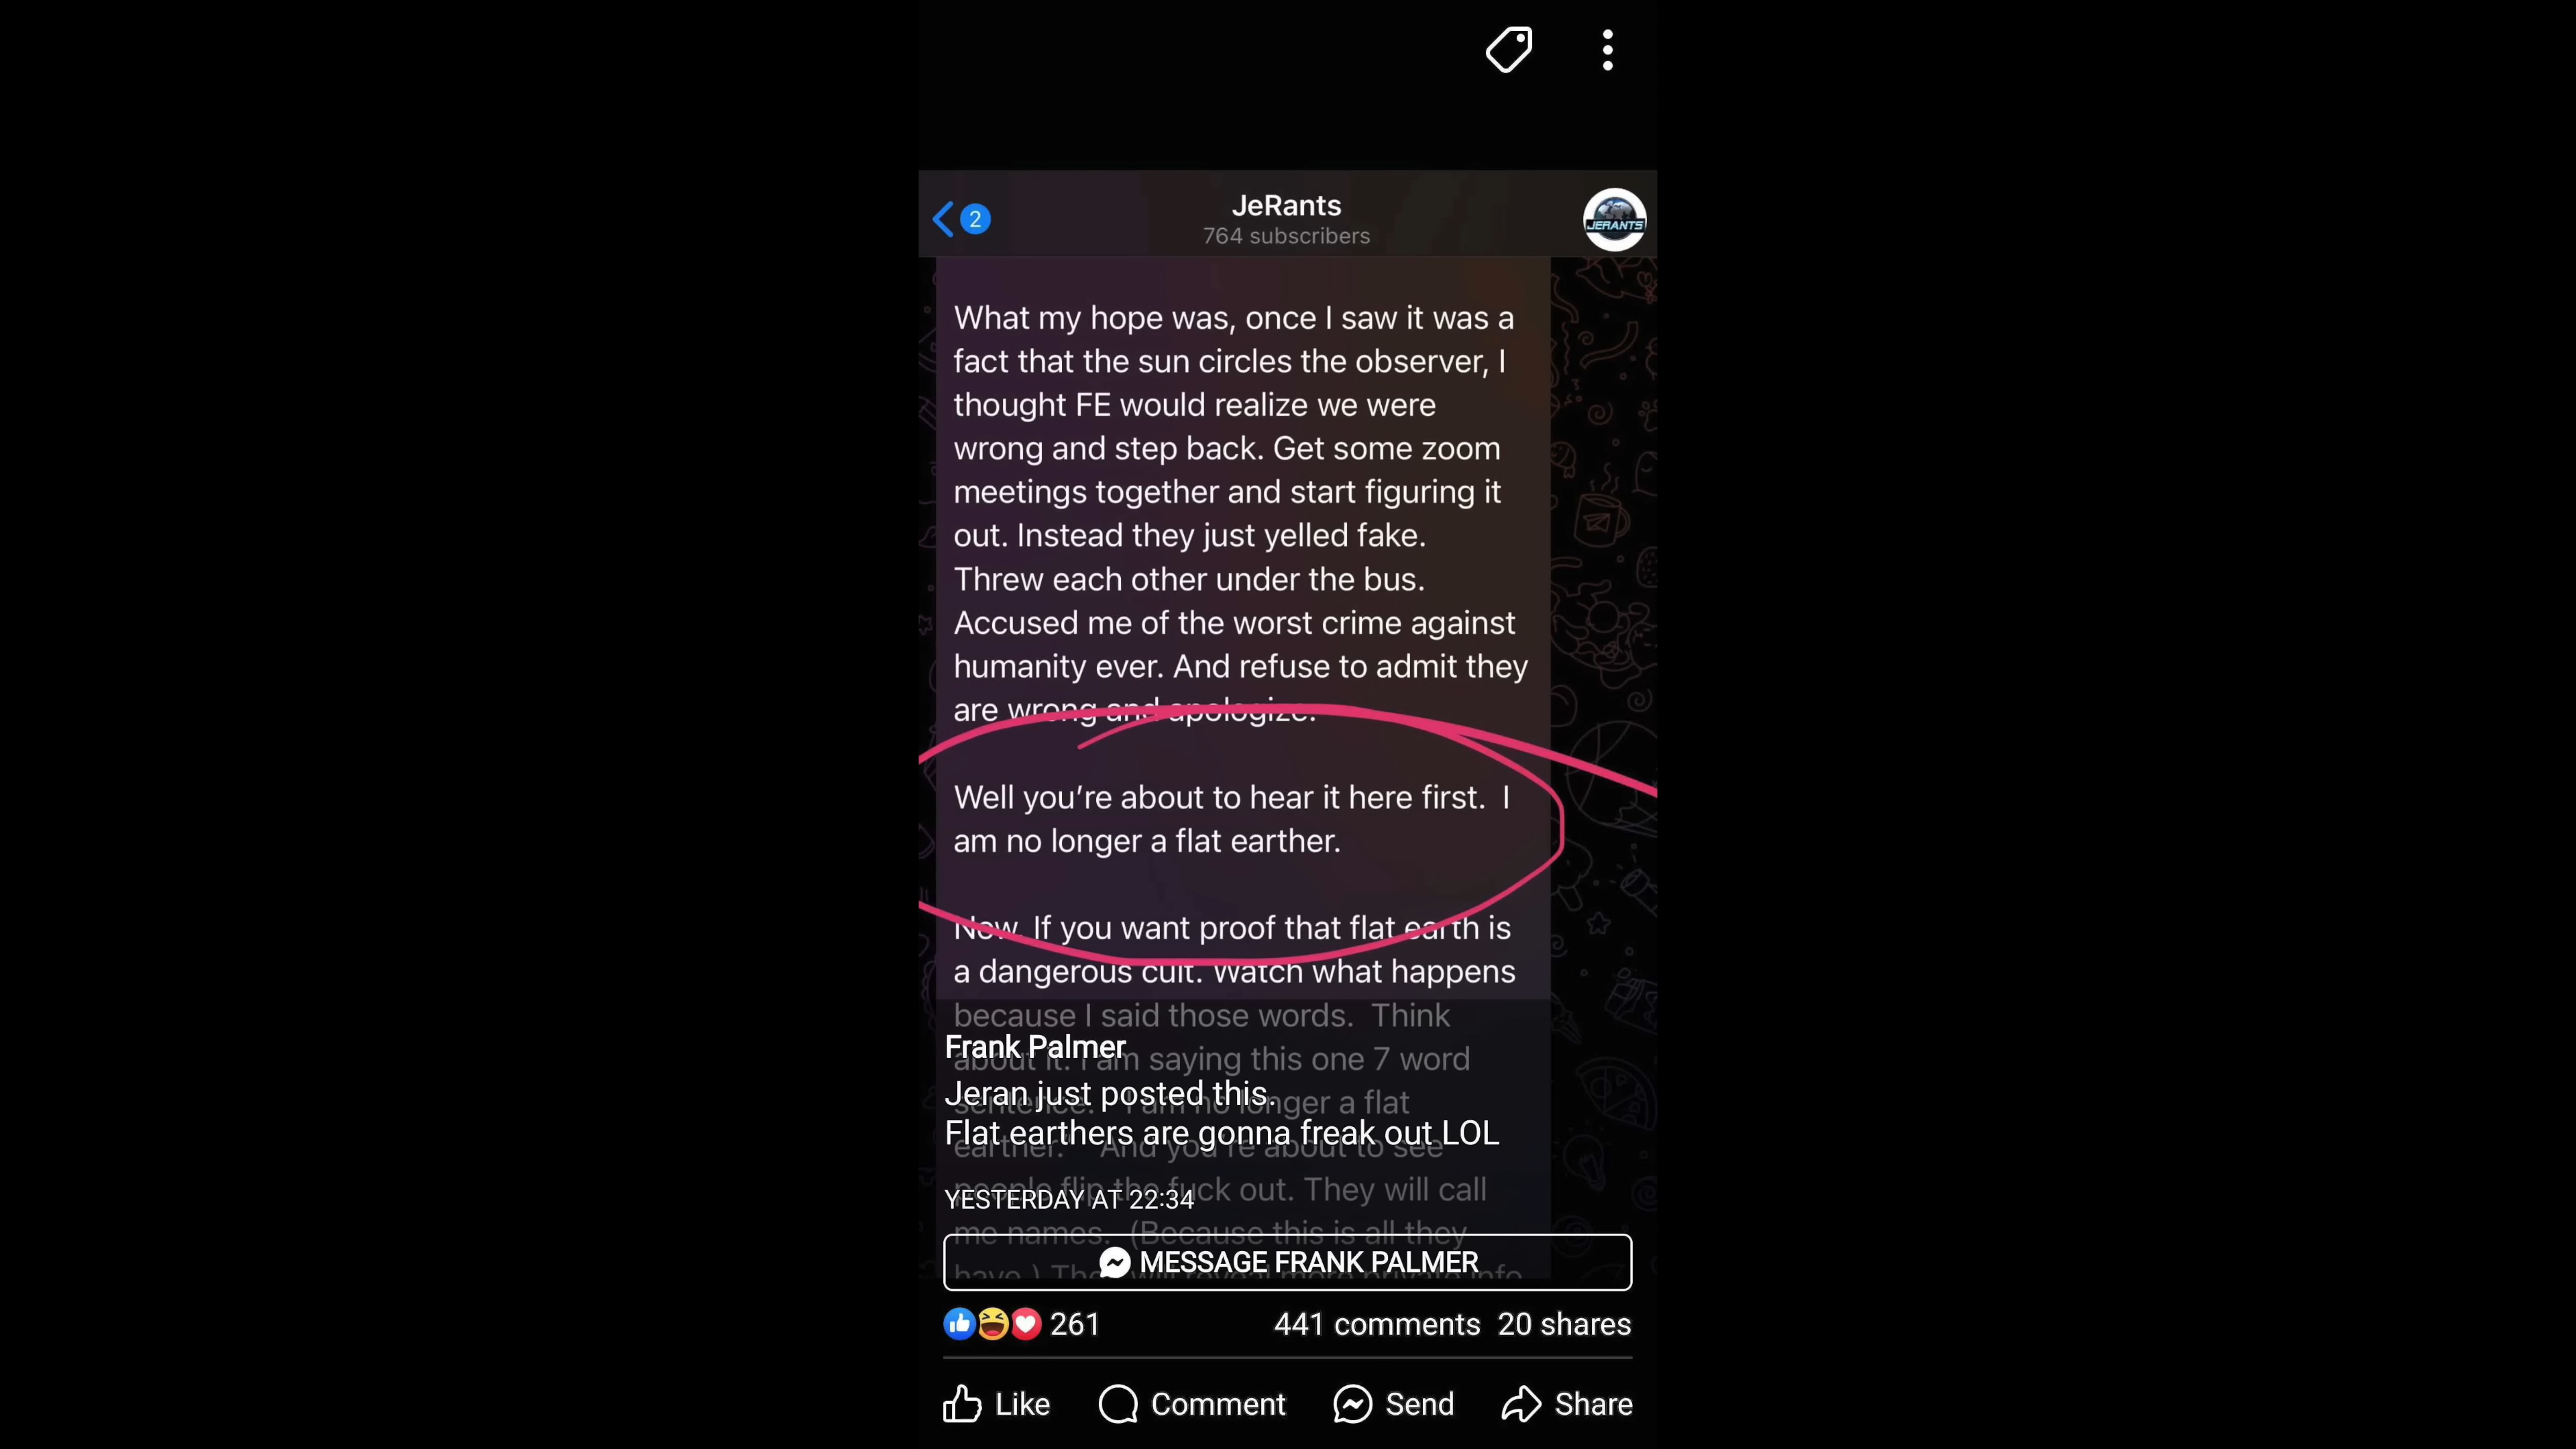 JeRants
2
764 subscribers
JERANTS
What my hope was, once I saw it was a
fact that the sun circles the observer, I
thought FE would realize we were
wrong and step back. Get some zoom
meetings together and start figuring it
out. Instead they just yelled fake.
Threw each other under the bus.
Accused me of the worst crime against
humanity ever. And refuse to admit they
are wrong and apologize.
Well you're about to hear it here first.  I
am no longer a flat earther.
Now. If you want proof that flat earth is
a dangerous cult. Watch what happens
because I said those words.  Think
Frank Palmer
about it. I am saying this one 7 word
Jeran just posted this.
sentence. "I am no longer a flat
Flat earthers are gonna freak out LOL
earther."  And you're about to see
people flip the fuck out. They will call
YESTERDAY AT 22:34
me names.  (Because this is all they
MESSAGE FRANK PALMER
have.) They will reveal more private info
261
441 comments 20 shares
Like Comment Send Share